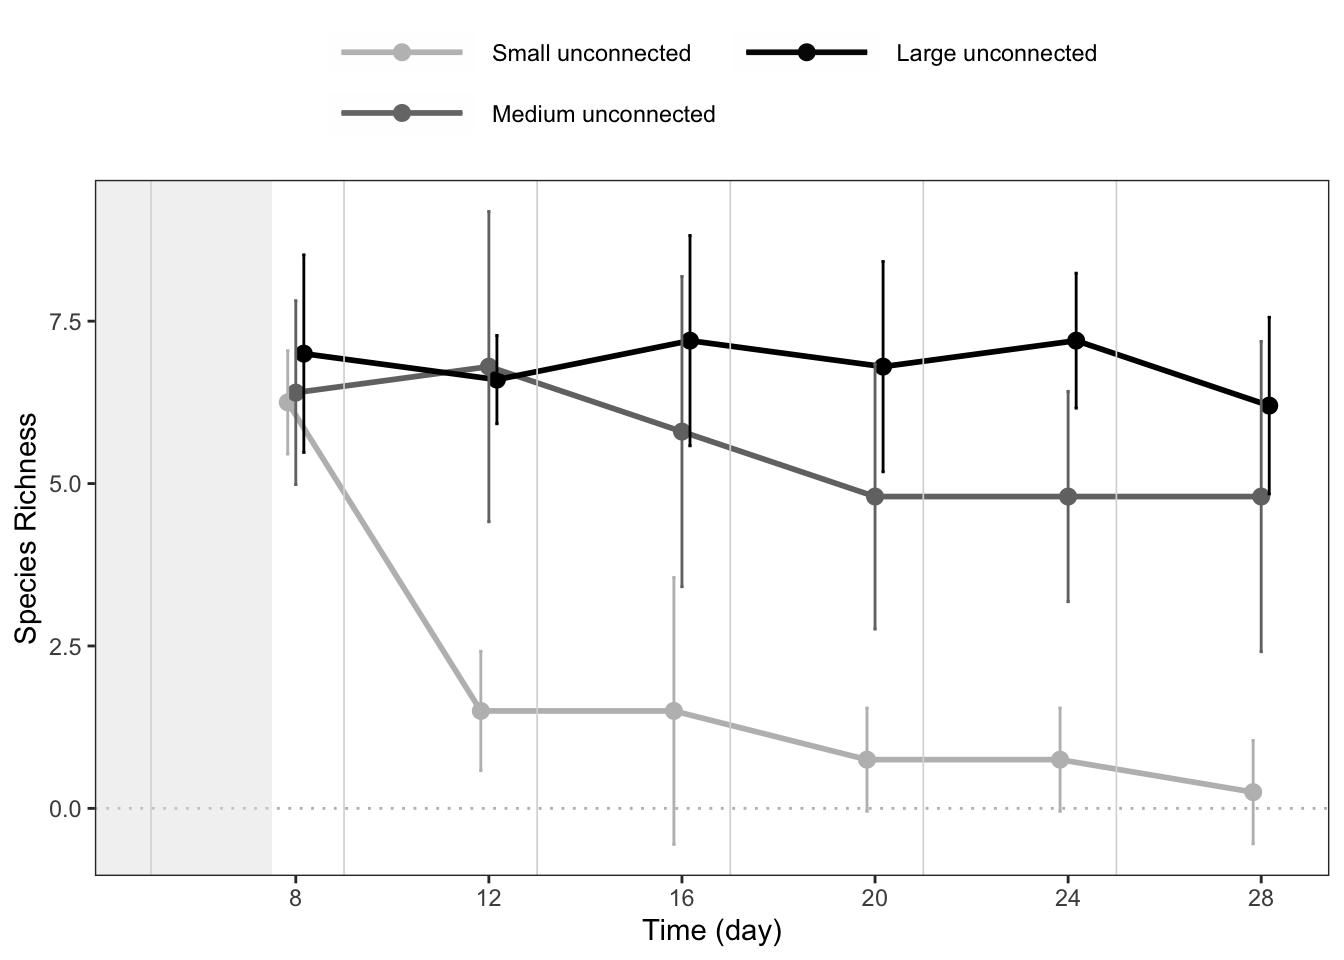 Small unconnected
Large unconnected
Medium unconnected
7.5
5.0
2.5
0.0
Species Richness
8
12
16
20
24
28
Time (day)